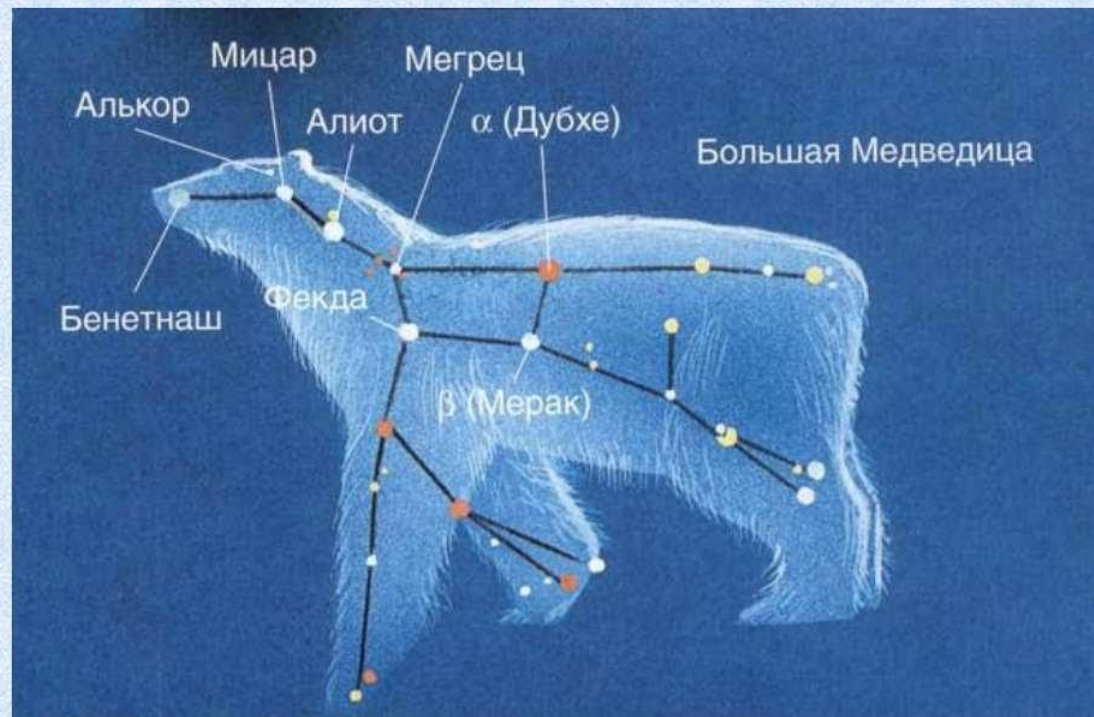 Мицар
Мегрец
Алькор
Алиот
α (Дубхе)
Большая Медведица
Фекда
Бенетнаш
β (Мерак)